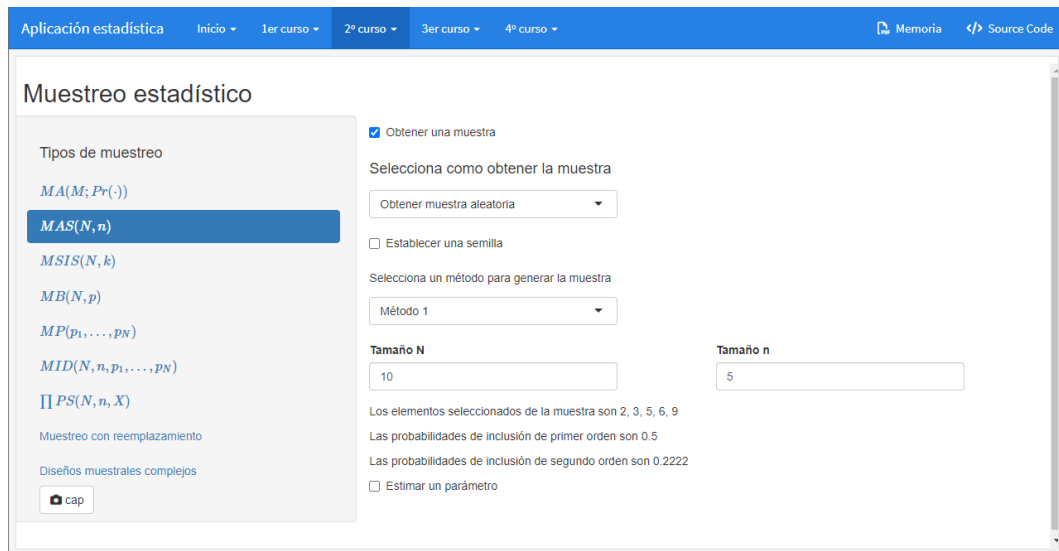 Aplicación estadística Inicio 1er curso 2º curso 3er curso 4º curso Memoria </> Source Code
Muestreo estadístico
Tipos de muestreo
MA(M; Pr(·))
MAS(N, n)
MSIS(N, k)
MB(N, p)
MP(p₁, . . . , p_N)
MID(N, n, p₁, . . . , p_N)
∏ PS(N, n, X)
Muestreo con reemplazamiento
Diseños muestrales complejos
cap
Obtener una muestra
Selecciona como obtener la muestra
Obtener muestra aleatoria
Establecer una semilla
Selecciona un método para generar la muestra
Método 1
Tamaño N Tamaño n
10 5
Los elementos seleccionados de la muestra son 2, 3, 5, 6, 9
Las probabilidades de inclusión de primer orden son 0.5
Las probabilidades de inclusión de segundo orden son 0.2222
Estimar un parámetro